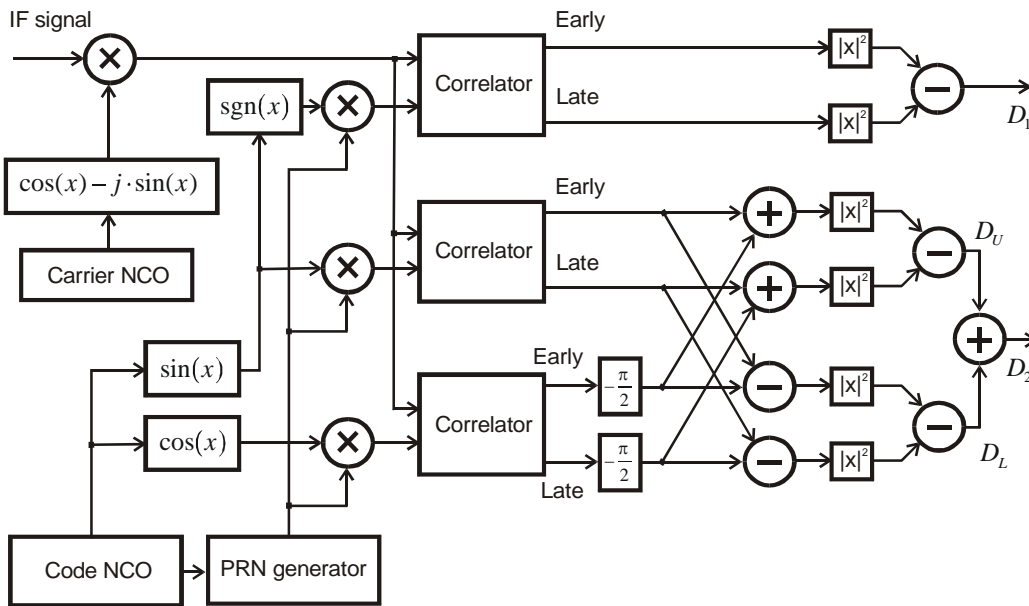 IF signal
Early
|x|²
Correlator
sgn(x)
Late
|x|²
D₁
cos(x) − j·sin(x)
Early
|x|²
D_U
Correlator
Carrier NCO
Late
|x|²
sin(x)
Early
−π/2
|x|²
D₂
cos(x)
Correlator
−π/2
|x|²
D_L
Late
Code NCO
PRN generator